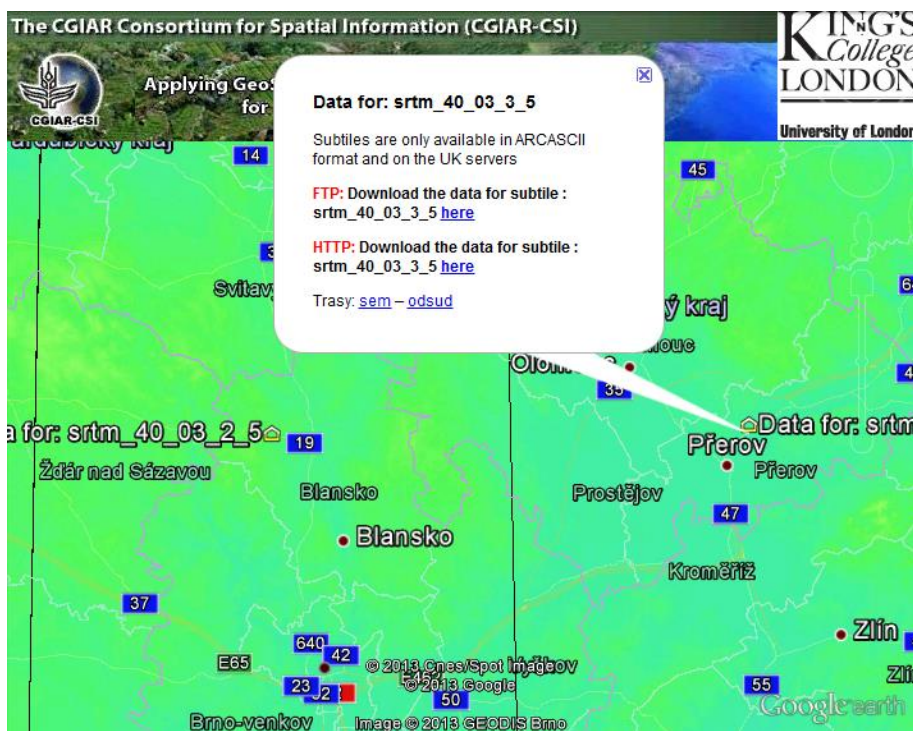 The CGIAR Consortium for Spatial Information (CGIAR-CSI)
KING'S
College
LONDON
University of London
CGIAR-CSI
Applying GeoS
for
Data for: srtm_40_03_3_5
Subtiles are only available in ARCASCII
format and on the UK servers
FTP: Download the data for subtile :
srtm_40_03_3_5 here
HTTP: Download the data for subtile :
srtm_40_03_3_5 here
Trasy: sem – odsud
14
45
Svitavy
ý kraj
35
19
a for: srtm_40_03_2_5
Data for: srtm
Žďár nad Sázavou
Přerov
Přerov
Blansko
Prostějov
47
Blansko
Kroměříž
37
Zlín
640
42
E65
© 2013 Cnes/Spot Image
© 2013 Google
23
50
55
Brno-venkov
Image © 2013 GEODIS Brno
Google earth